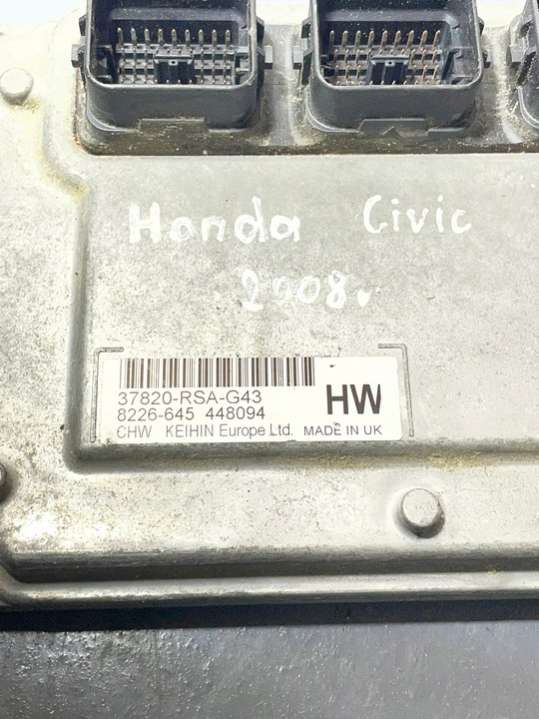 Honda Civic
2008.
37820-RSA-G43
8226-645 448094
HW
CHW KEIHIN Europe Ltd. MADE IN UK